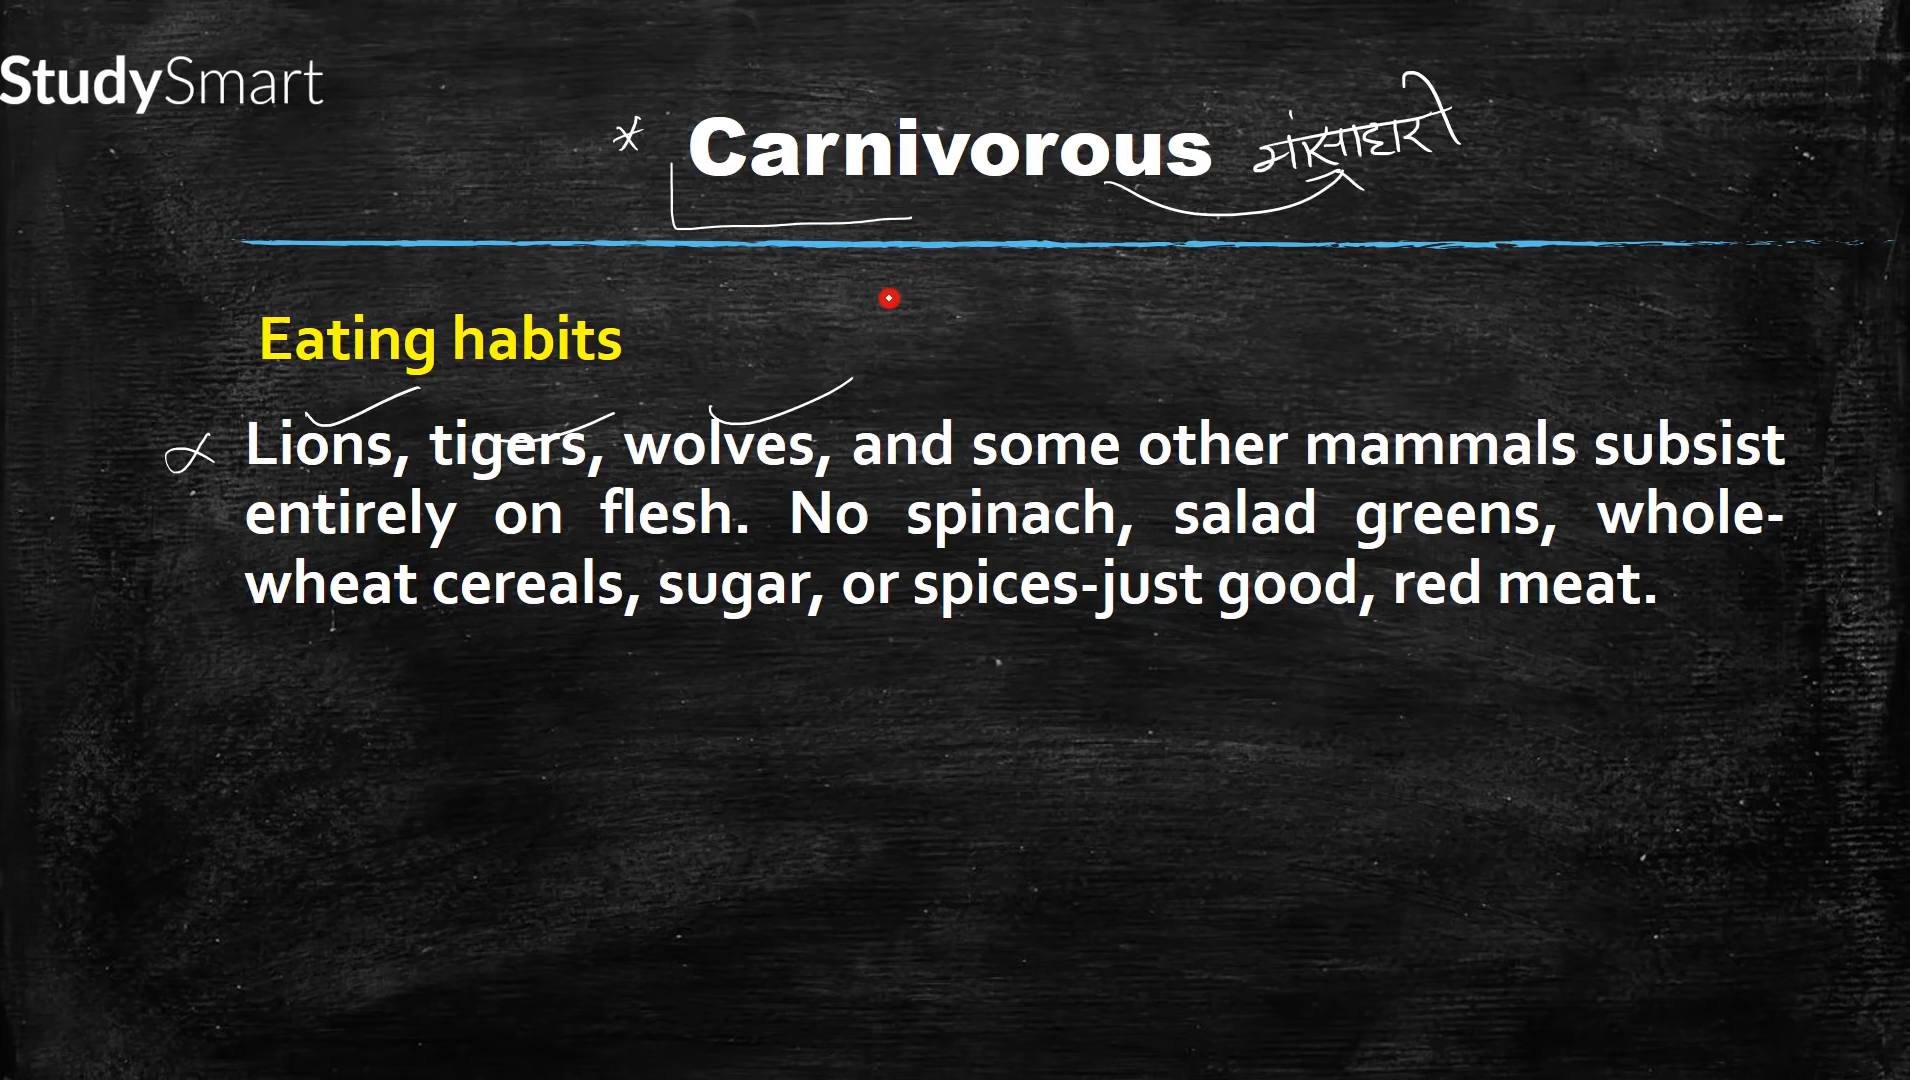 StudySmart
* Carnivorous मंसाहारी
Eating habits
Lions, tigers, wolves, and some other mammals subsist
entirely on flesh. No spinach, salad greens, whole-
wheat cereals, sugar, or spices-just good, red meat.